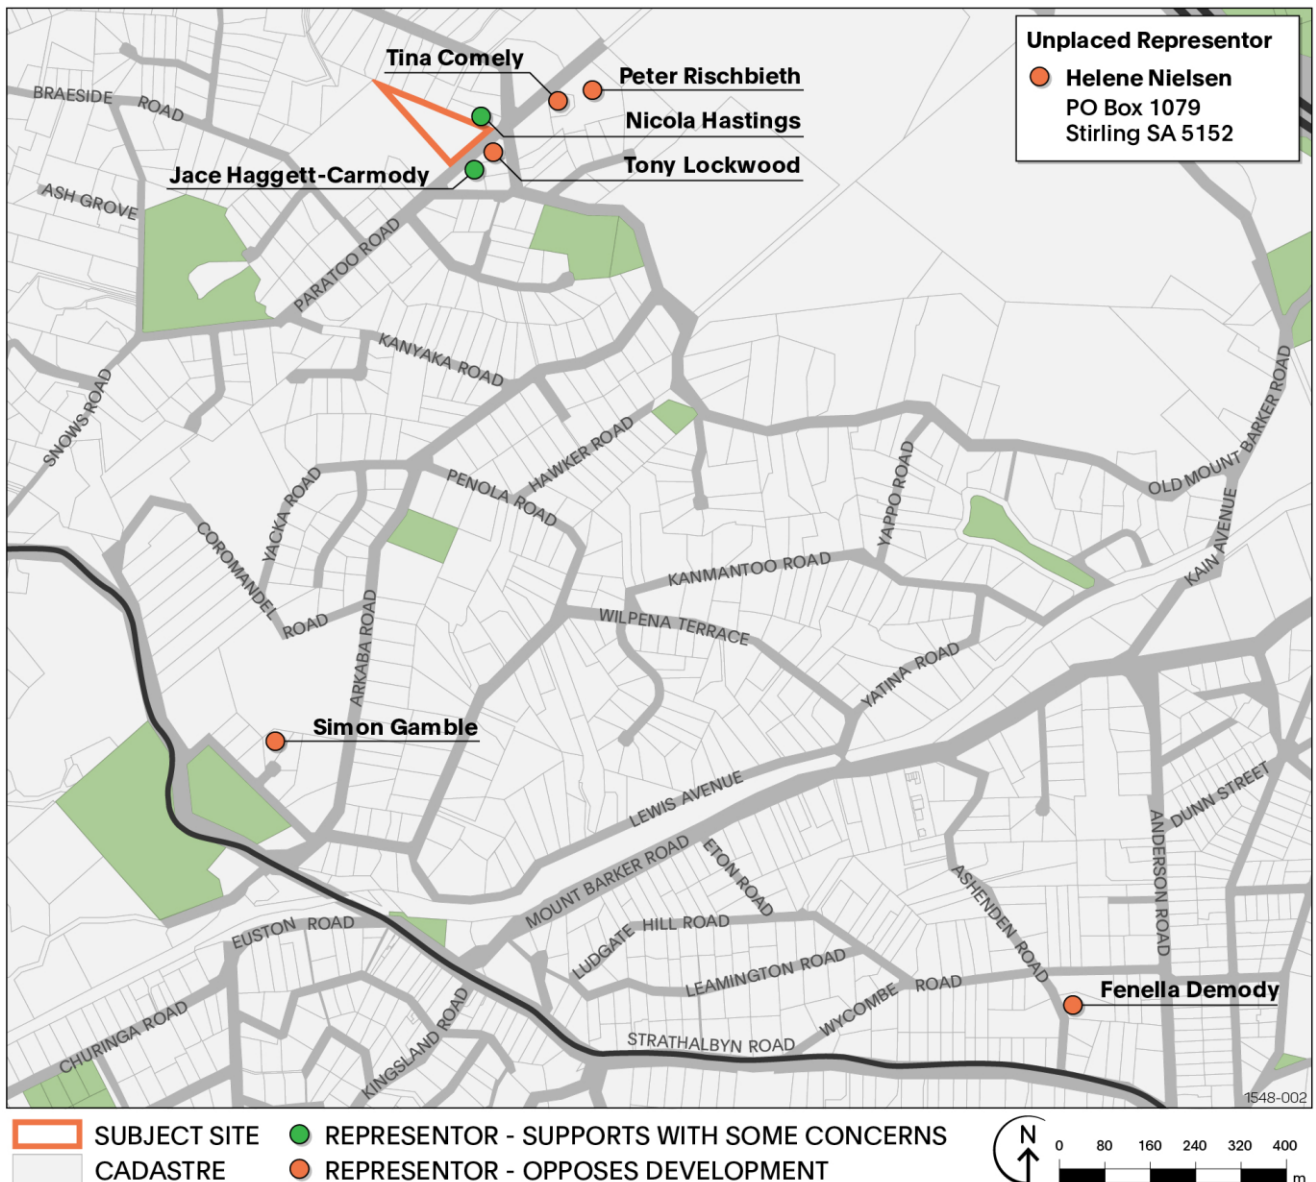 Unplaced Representor
Helene Nielsen
PO Box 1079
Stirling SA 5152
Tina Comely
Peter Rischbieth
Nicola Hastings
Tony Lockwood
Jace Haggett-Carmody
BRAESIDE ROAD
ASH GROVE
PARATOO ROAD
KANYAKA ROAD
SNOWS ROAD
HAWKER ROAD
PENOLA ROAD
YACKA ROAD
COROMANDEL ROAD
ARKABA ROAD
YAPPO ROAD
OLD MOUNT BARKER ROAD
KAIN AVENUE
KANMANTOO ROAD
WILPENA TERRACE
YATINA ROAD
Simon Gamble
LEWIS AVENUE
MOUNT BARKER ROAD
ETON ROAD
DUNN STREET
ANDERSON ROAD
ASHENDEN ROAD
EUSTON ROAD
LUDGATE HILL ROAD
LEAMINGTON ROAD
WYCOMBE ROAD
Fenella Demody
CHURINGA ROAD
KINGSLAND ROAD
STRATHALBYN ROAD
1548-002
SUBJECT SITE
REPRESENTOR - SUPPORTS WITH SOME CONCERNS
CADASTRE
REPRESENTOR - OPPOSES DEVELOPMENT
N
0 80 160 240 320 400
m